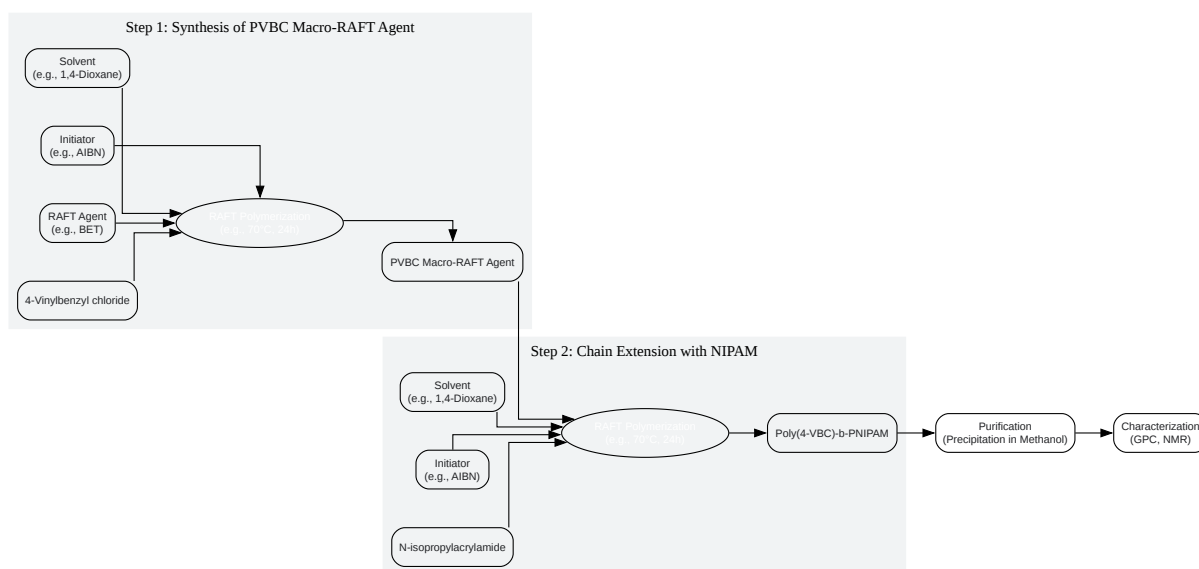 Step 1: Synthesis of PVBC Macro-RAFT Agent
Solvent
(e.g., 1,4-Dioxane)
Initiator
(e.g., AIBN)
RAFT Agent
(e.g., BET)
RAFT Polymerization
(e.g., 70°C, 24h)
PVBC Macro-RAFT Agent
4-Vinylbenzyl chloride
Step 2: Chain Extension with NIPAM
Solvent
(e.g., 1,4-Dioxane)
Initiator
(e.g., AIBN)
N-isopropylacrylamide
RAFT Polymerization
(e.g., 70°C, 24h)
Poly(4-VBC)-b-PNIPAM
Purification
(Precipitation in Methanol)
Characterization
(GPC, NMR)